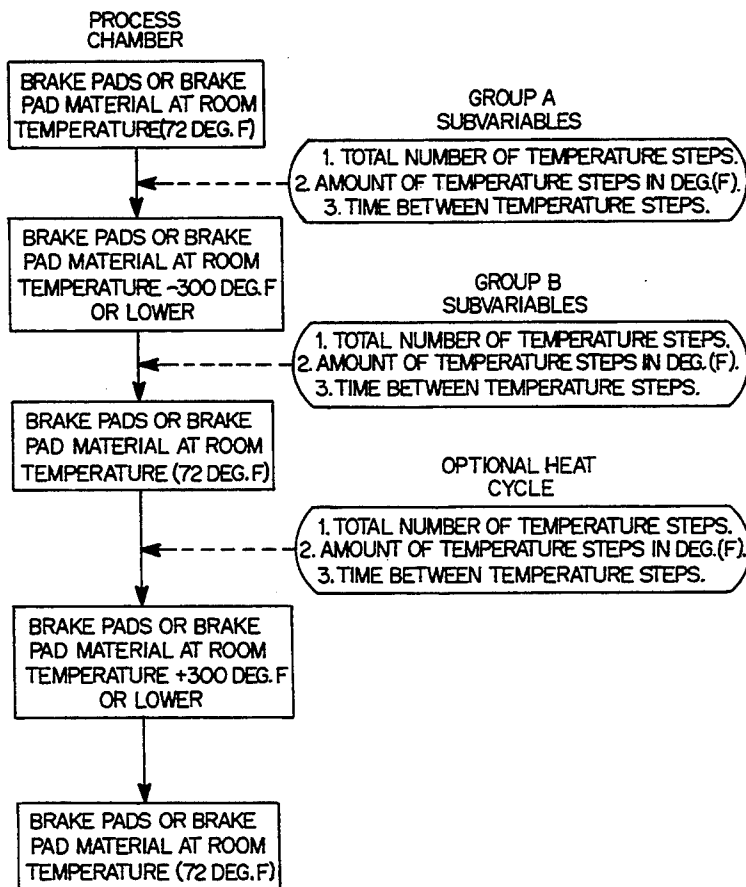 PROCESS
CHAMBER
BRAKE PADS OR BRAKE
PAD MATERIAL AT ROOM
TEMPERATURE(72 DEG. F)
GROUP A
SUBVARIABLES
1. TOTAL NUMBER OF TEMPERATURE STEPS.
2. AMOUNT OF TEMPERATURE STEPS IN DEG.(F).
3. TIME BETWEEN TEMPERATURE STEPS.
BRAKE PADS OR BRAKE
PAD MATERIAL AT ROOM
TEMPERATURE -300 DEG. F
OR LOWER
GROUP B
SUBVARIABLES
1. TOTAL NUMBER OF TEMPERATURE STEPS.
2. AMOUNT OF TEMPERATURE STEPS IN DEG.(F).
3. TIME BETWEEN TEMPERATURE STEPS.
BRAKE PADS OR BRAKE
PAD MATERIAL AT ROOM
TEMPERATURE (72 DEG. F)
OPTIONAL HEAT
CYCLE
1. TOTAL NUMBER OF TEMPERATURE STEPS.
2. AMOUNT OF TEMPERATURE STEPS IN DEG.(F).
3. TIME BETWEEN TEMPERATURE STEPS.
BRAKE PADS OR BRAKE
PAD MATERIAL AT ROOM
TEMPERATURE +300 DEG. F
OR LOWER
BRAKE PADS OR BRAKE
PAD MATERIAL AT ROOM
TEMPERATURE (72 DEG. F)